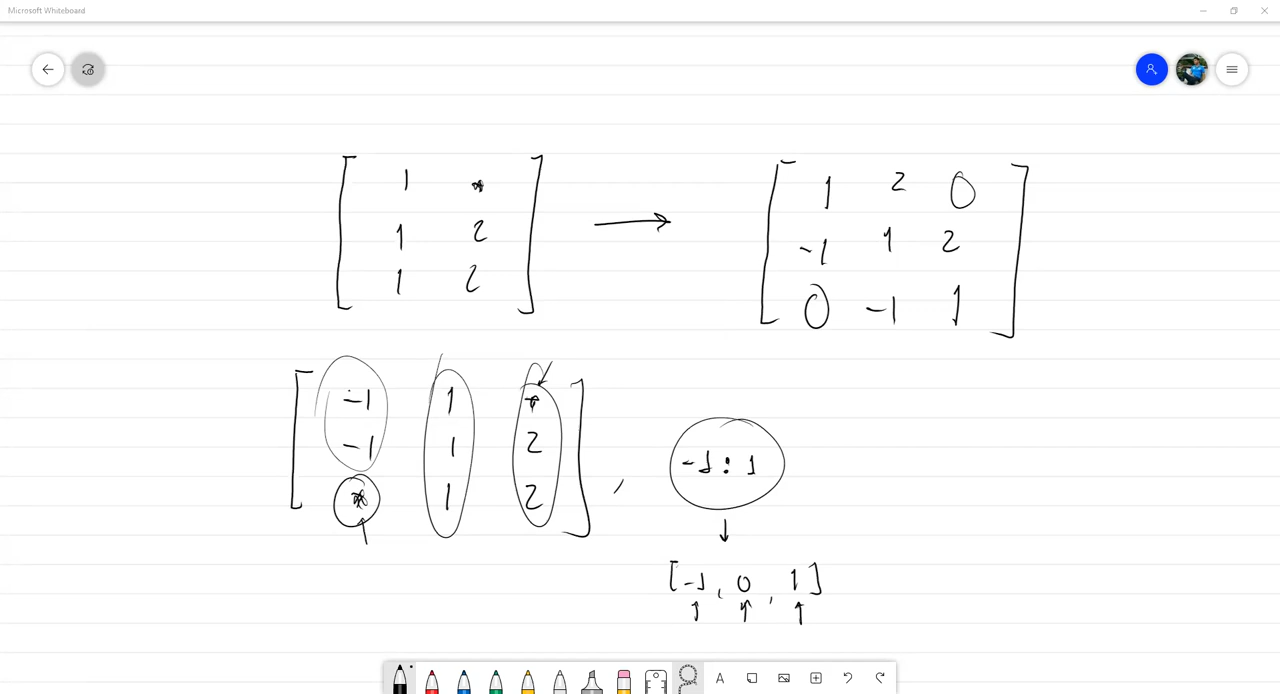 Microsoft Whiteboard
1 *
1 2
1 2
→
1 2 0
-1 1 2
0 -1 1
-1 1 *
-1 1 2
* 1 2
, -1 : 1
[-1, 0, 1]
A